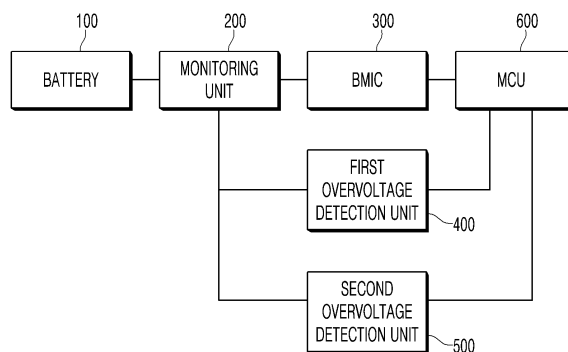 100
200
300
600
BATTERY
MONITORING
UNIT
BMIC
MCU
FIRST
OVERVOLTAGE
DETECTION UNIT
400
SECOND
OVERVOLTAGE
DETECTION UNIT
500